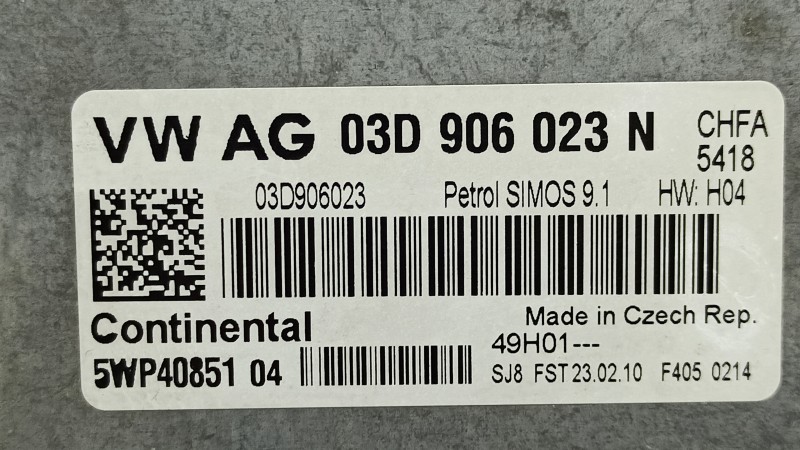 VW AG 03D 906 023 N CHFA
5418
03D906023 Petrol SIMOS 9.1 HW: H04
Continental Made in Czech Rep.
49H01---
5WP40851 04 SJ8 FST 23.02.10 F405 0214